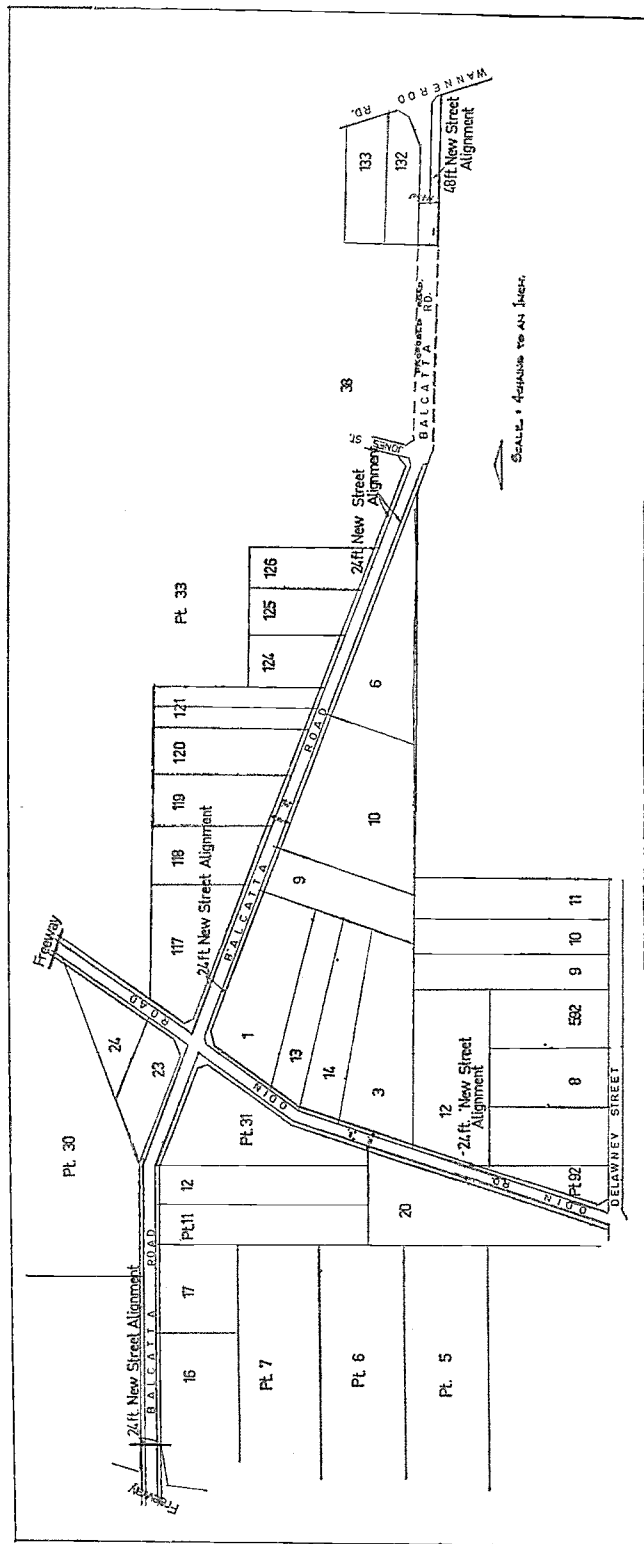 WANNEROO
RD.
133
132
48ft. New Street
Alignment
PROPOSED ROAD.
BALCATTA RD.
38
JONES
ST.
SCALE : 4 CHAINS TO AN INCH.
24ft. New Street
Alignment
126
125
124
Pt. 33
121
120
119
118
117
24ft. New Street Alignment
BALCATTA ROAD
6
10
9
Freeway
ROAD
24
23
Pt. 30
1
13
14
3
ODIN
11
10
9
592
8
12
24ft. New Street
Alignment
Pt. 92
DELAWNEY STREET
ODIN
RD.
Pt. 31
12
Pt. 11
20
24ft. New Street Alignment
BALCATTA ROAD
17
16
Pt. 7
Pt. 6
Pt. 5
Freeway
Freeway